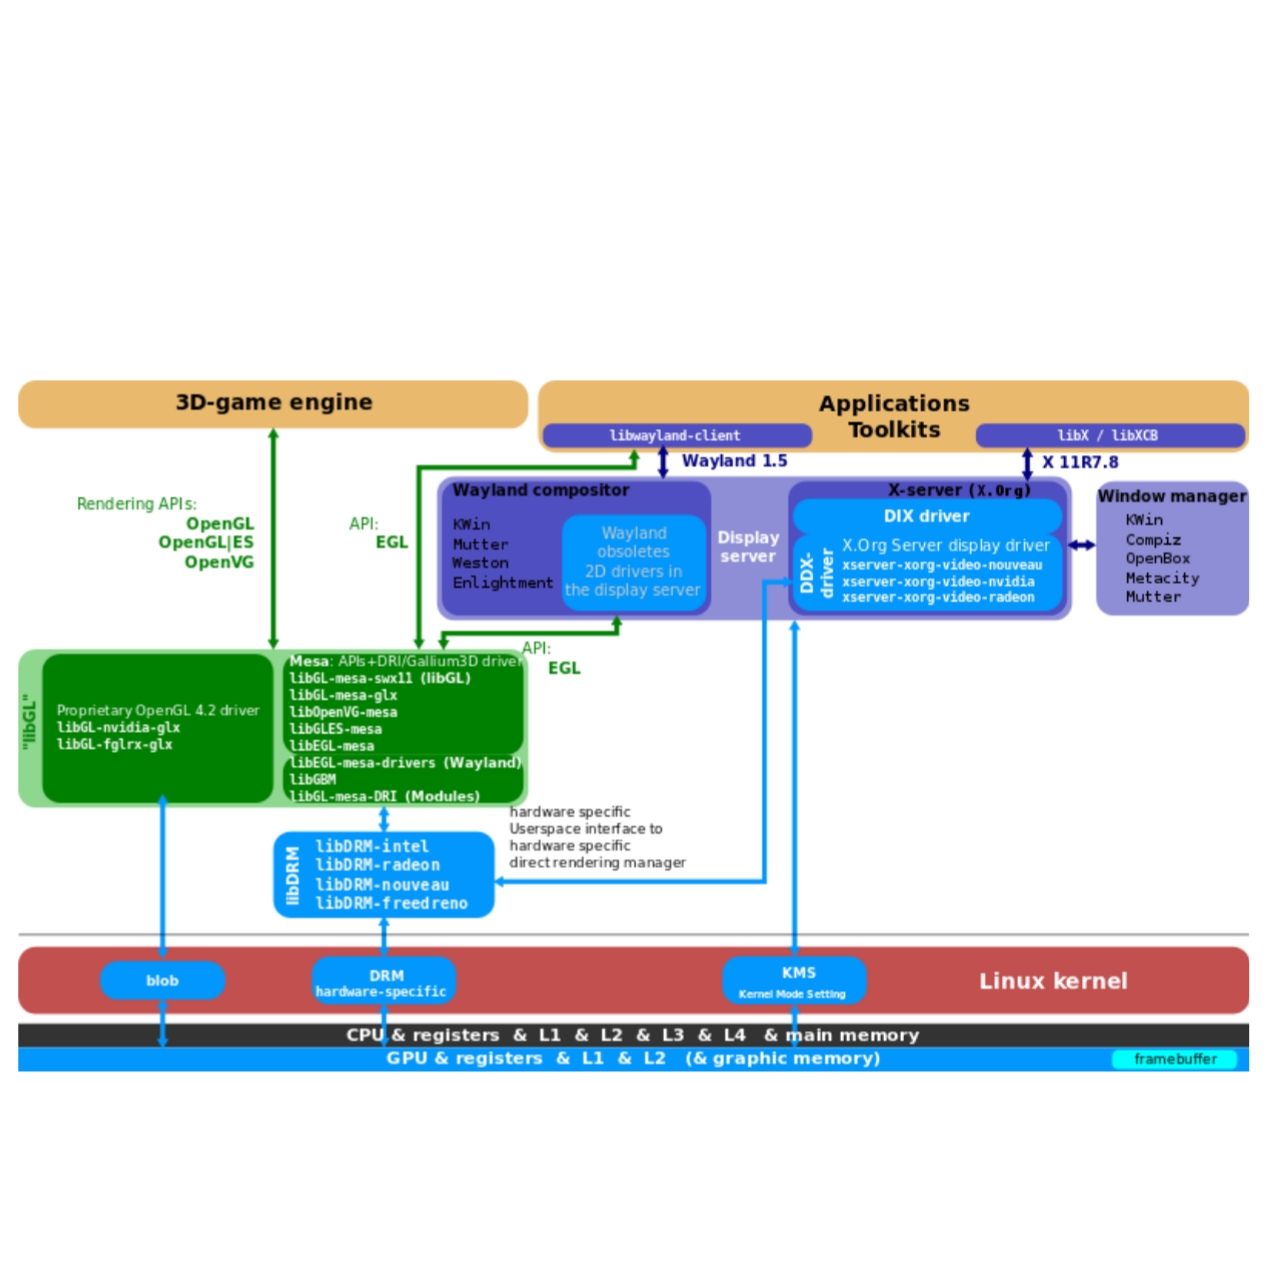 3D-game engine
Applications
Toolkits
libwayland-client
libX / libXCB
Wayland 1.5
X 11R7.8
Rendering APIs:
OpenGL
OpenGL|ES
OpenVG
API:
EGL
Wayland compositor
KWin
Mutter
Weston
Enlightment
Wayland
obsoletes
2D drivers in
the display server
Display
server
X-server (X.Org)
DIX driver
DDX-
driver
X.Org Server display driver
xserver-xorg-video-nouveau
xserver-xorg-video-nvidia
xserver-xorg-video-radeon
Window manager
KWin
Compiz
OpenBox
Metacity
Mutter
API:
EGL
"libGL"
Proprietary OpenGL 4.2 driver
libGL-nvidia-glx
libGL-fglrx-glx
Mesa: APIs+DRI/Gallium3D driver
libGL-mesa-swx11 (libGL)
libGL-mesa-glx
libOpenVG-mesa
libGLES-mesa
libEGL-mesa
libEGL-mesa-drivers (Wayland)
libGBM
libGL-mesa-DRI (Modules)
hardware specific
Userspace interface to
hardware specific
direct rendering manager
libDRM
libDRM-intel
libDRM-radeon
libDRM-nouveau
libDRM-freedreno
blob
DRM
hardware-specific
KMS
Kernel Mode Setting
Linux kernel
CPU & registers & L1 & L2 & L3 & L4 & main memory
GPU & registers & L1 & L2 (& graphic memory)
framebuffer